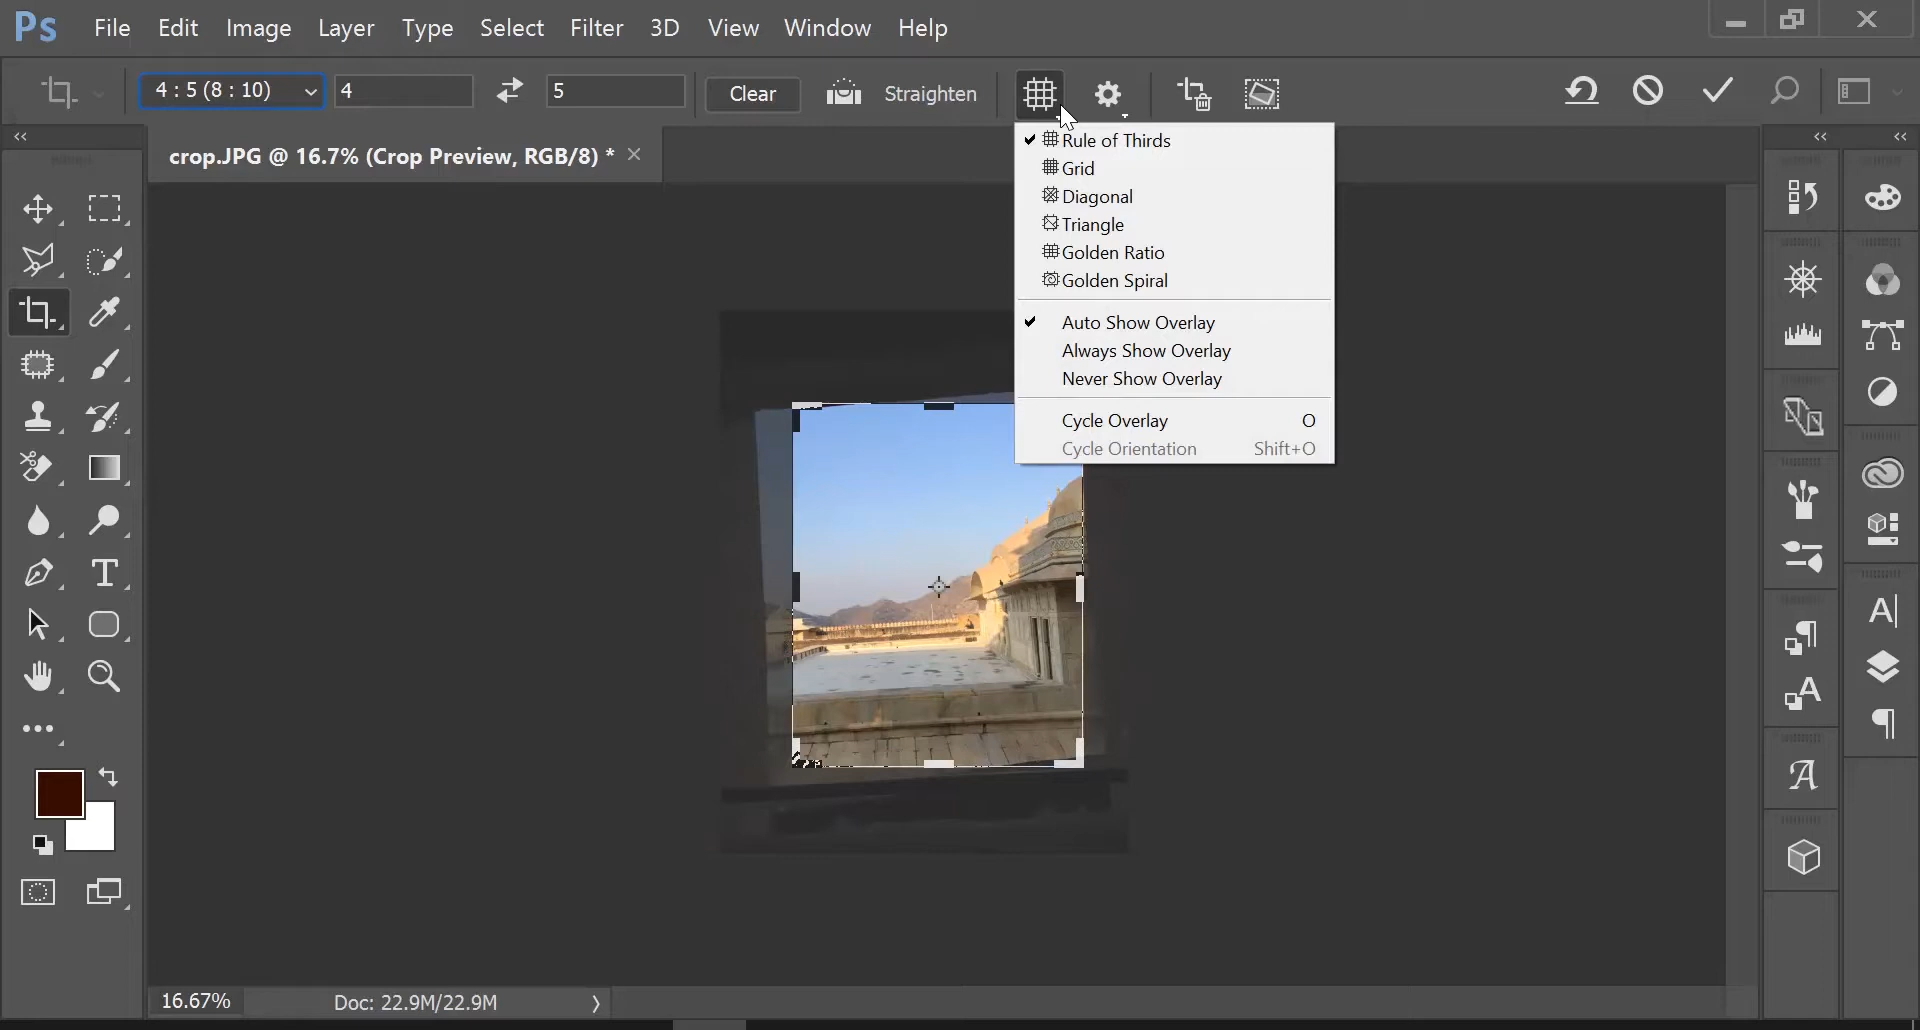 Ps File Edit Image Layer Type Select Filter 3D View Window Help
4 : 5 (8 : 10) 4 5 Clear Straighten
crop.JPG @ 16.7% (Crop Preview, RGB/8) *
Rule of Thirds
Grid
Diagonal
Triangle
Golden Ratio
Golden Spiral
Auto Show Overlay
Always Show Overlay
Never Show Overlay
Cycle Overlay O
Cycle Orientation Shift+O
16.67% Doc: 22.9M/22.9M